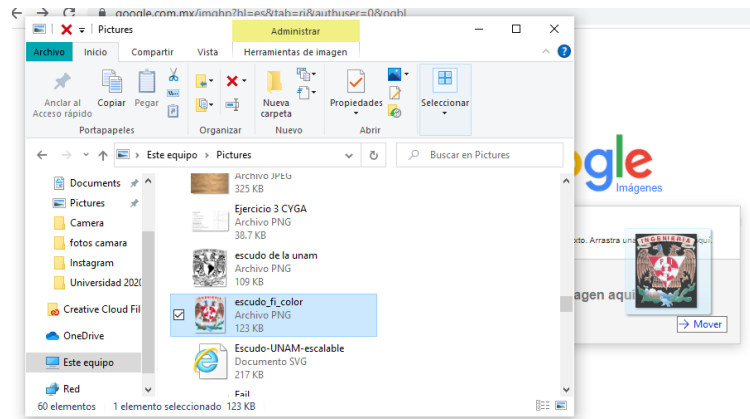 google.com.mx/imghp?hl=es&tab=ri&authuser=0&ogbl
Pictures
Administrar
Archivo Inicio Compartir Vista Herramientas de imagen
Anclar al Acceso rápido
Copiar
Pegar
Nueva carpeta
Propiedades
Seleccionar
Portapapeles Organizar Nuevo Abrir
Este equipo > Pictures
Buscar en Pictures
Documents
Pictures
Camera
fotos camara
Instagram
Universidad 2020
Creative Cloud Fil
OneDrive
Este equipo
Red
Archivo JPEG
325 KB
Ejercicio 3 CYGA
Archivo PNG
38.7 KB
escudo de la unam
Archivo PNG
109 KB
escudo_fi_color
Archivo PNG
123 KB
Escudo-UNAM-escalable
Documento SVG
217 KB
Fail
60 elementos 1 elemento seleccionado 123 KB
gle
Imágenes
xto. Arrastra una
INGENIERIA
agen aquí
Mover